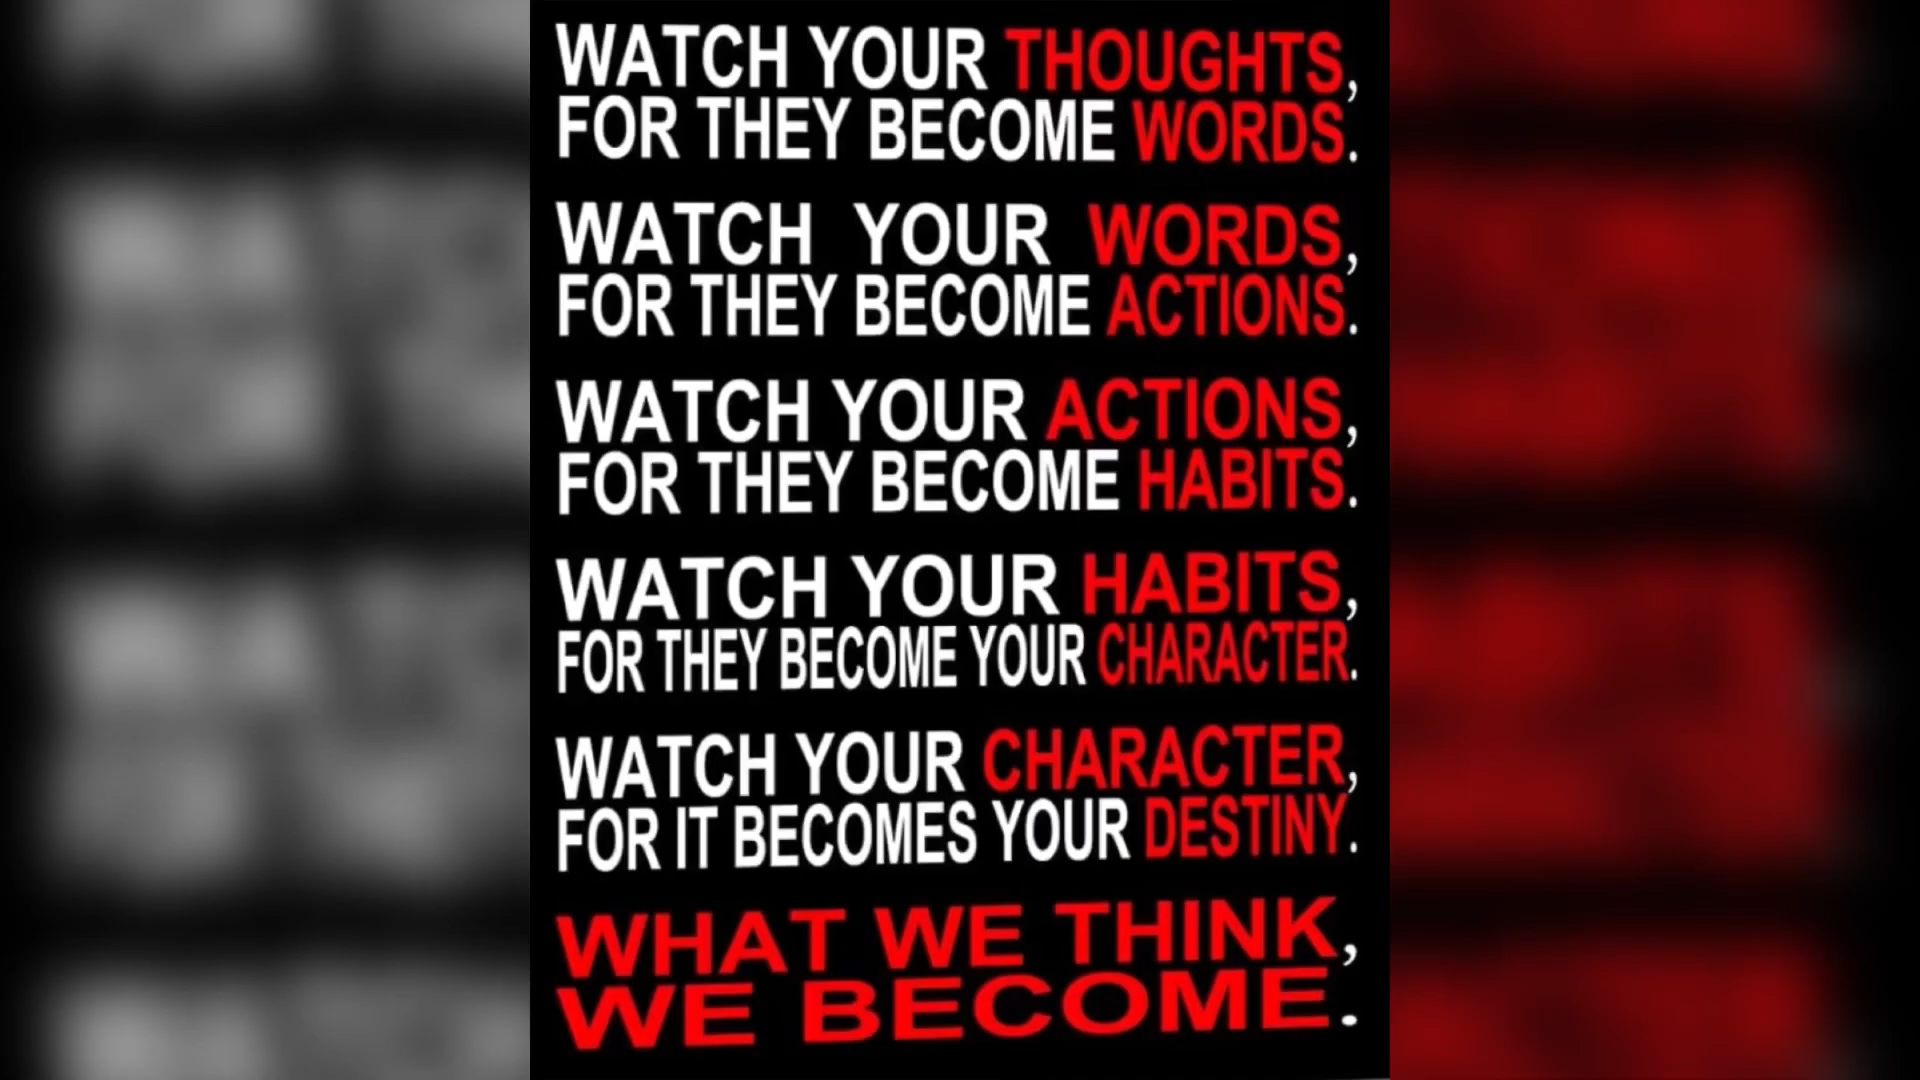 WATCH YOUR THOUGHTS,
FOR THEY BECOME WORDS.
WATCH YOUR WORDS,
FOR THEY BECOME ACTIONS.
WATCH YOUR ACTIONS,
FOR THEY BECOME HABITS.
WATCH YOUR HABITS,
FOR THEY BECOME YOUR CHARACTER.
WATCH YOUR CHARACTER,
FOR IT BECOMES YOUR DESTINY.
WHAT WE THINK,
WE BECOME.